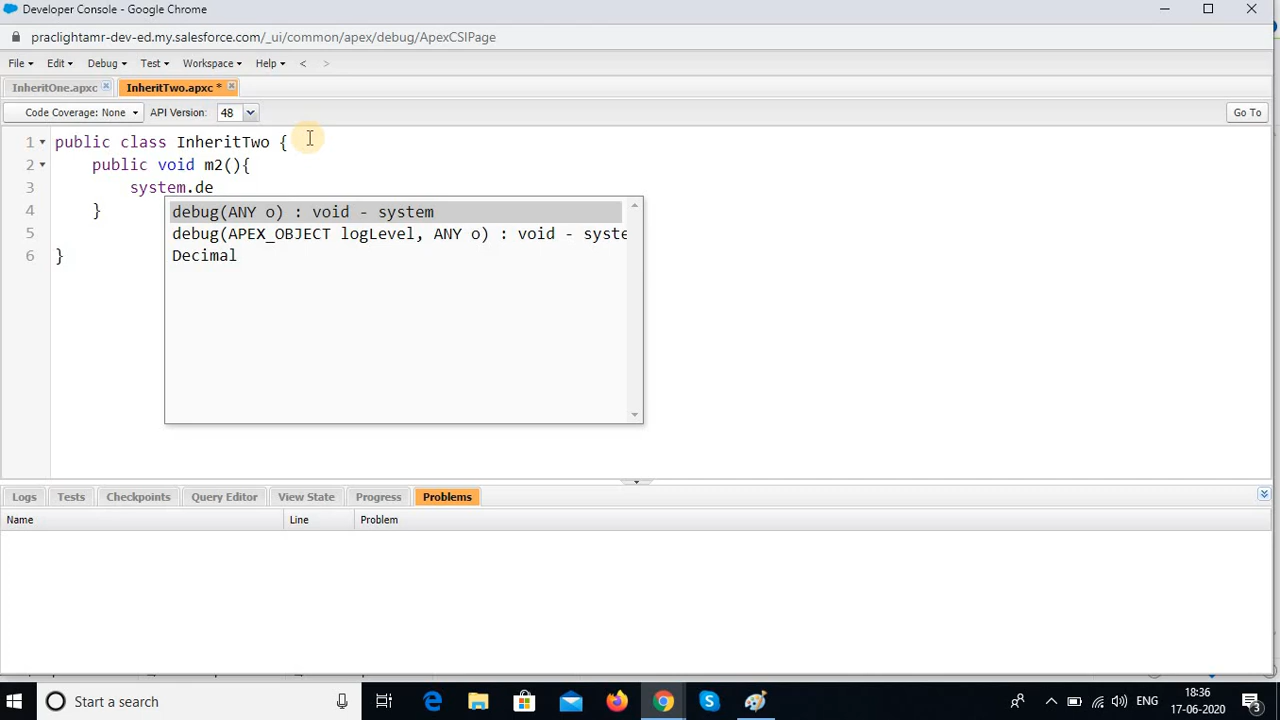 Developer Console - Google Chrome
praclightamr-dev-ed.my.salesforce.com/_ui/common/apex/debug/ApexCSIPage
File Edit Debug Test Workspace Help < >
InheritOne.apxc InheritTwo.apxc *
Code Coverage: None API Version: 48 Go To
1 public class InheritTwo {
2 public void m2(){
3 system.de
4 }
5
6 }
debug(ANY o) : void - system
debug(APEX_OBJECT logLevel, ANY o) : void - syste
Decimal
Logs Tests Checkpoints Query Editor View State Progress Problems
Name Line Problem
Start a search
ENG
18:36
17-06-2020
3